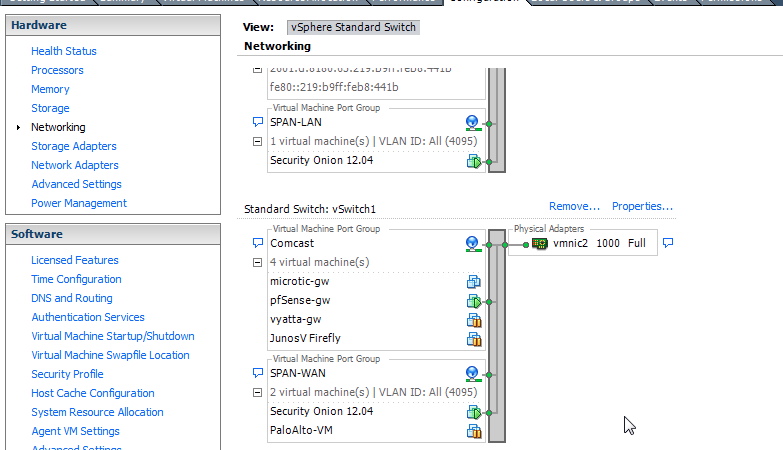 Configuration
Hardware
Health Status
Processors
Memory
Storage
Networking
Storage Adapters
Network Adapters
Advanced Settings
Power Management
Software
Licensed Features
Time Configuration
DNS and Routing
Authentication Services
Virtual Machine Startup/Shutdown
Virtual Machine Swapfile Location
Security Profile
Host Cache Configuration
System Resource Allocation
Agent VM Settings
Advanced Settings
View: vSphere Standard Switch
Networking
fe80::219:b9ff:feb8:441b
Virtual Machine Port Group
SPAN-LAN
1 virtual machine(s) | VLAN ID: All (4095)
Security Onion 12.04
Standard Switch: vSwitch1 Remove... Properties...
Virtual Machine Port Group
Comcast
4 virtual machine(s)
microtic-gw
pfSense-gw
vyatta-gw
JunosV Firefly
Physical Adapters
vmnic2 1000 Full
Virtual Machine Port Group
SPAN-WAN
2 virtual machine(s) | VLAN ID: All (4095)
Security Onion 12.04
PaloAlto-VM